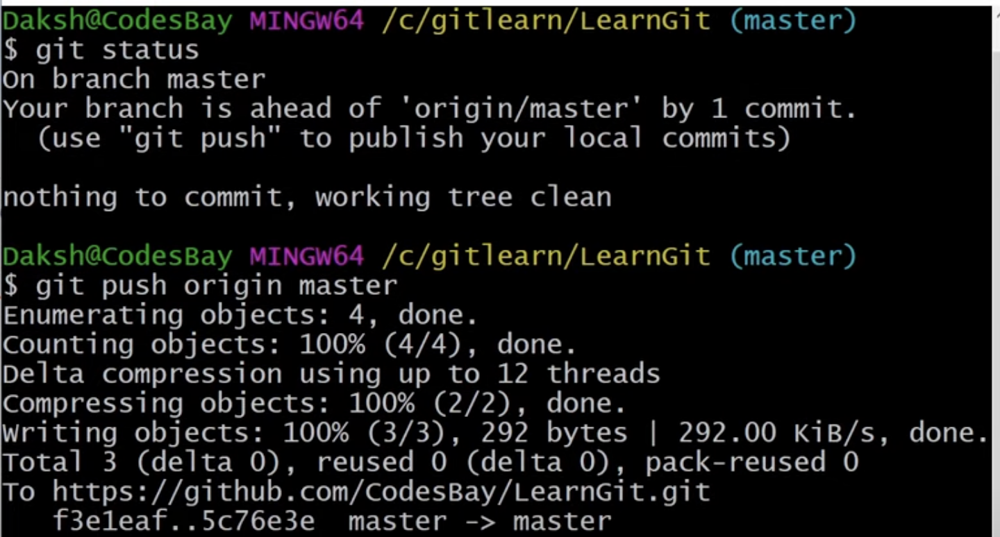 Daksh@CodesBay MINGW64 /c/gitlearn/LearnGit (master)
$ git status
On branch master
Your branch is ahead of 'origin/master' by 1 commit.
  (use "git push" to publish your local commits)

nothing to commit, working tree clean

Daksh@CodesBay MINGW64 /c/gitlearn/LearnGit (master)
$ git push origin master
Enumerating objects: 4, done.
Counting objects: 100% (4/4), done.
Delta compression using up to 12 threads
Compressing objects: 100% (2/2), done.
Writing objects: 100% (3/3), 292 bytes | 292.00 KiB/s, done.
Total 3 (delta 0), reused 0 (delta 0), pack-reused 0
To https://github.com/CodesBay/LearnGit.git
   f3e1eaf..5c76e3e  master -> master